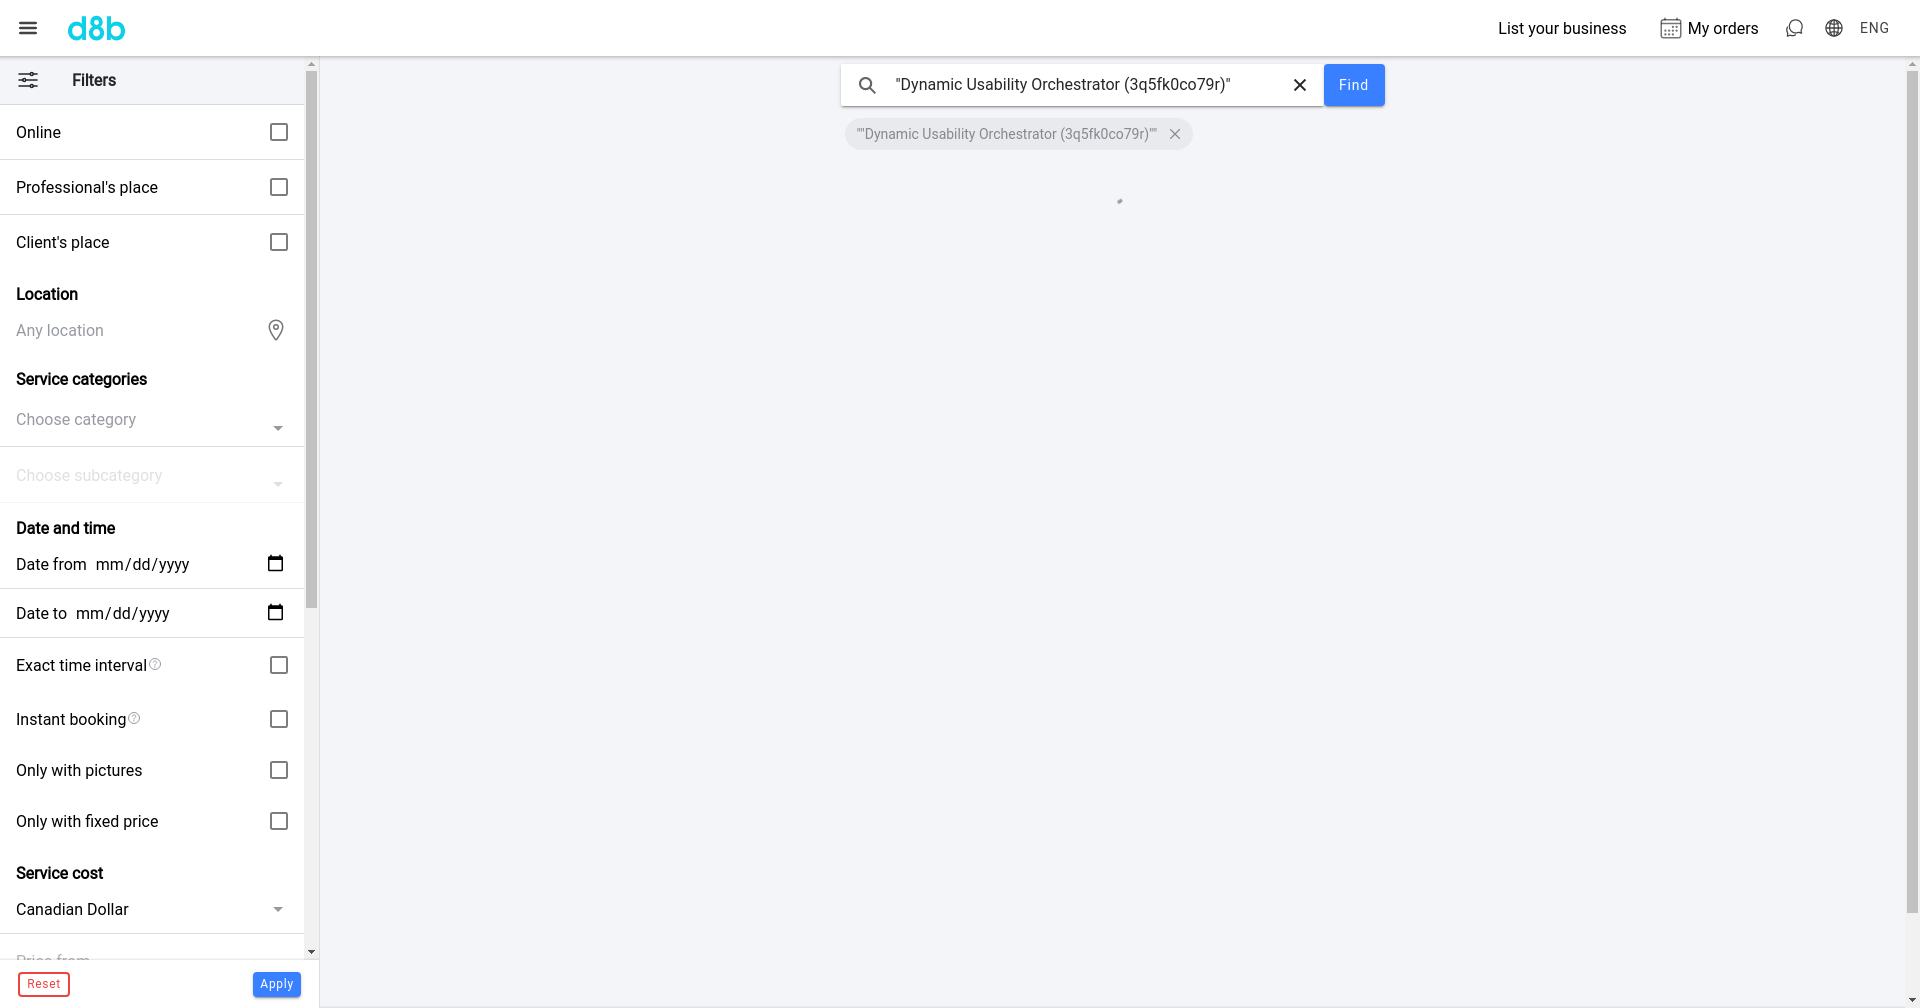 d8b
List your business
My orders
ENG
Filters
Online
Professional's place
Client's place
Location
Any location
Service categories
Choose category
Choose subcategory
Date and time
Date from mm/dd/yyyy
Date to mm/dd/yyyy
Exact time interval ?
Instant booking ?
Only with pictures
Only with fixed price
Service cost
Canadian Dollar
Price from
Reset
Apply
"Dynamic Usability Orchestrator (3q5fk0co79r)"
Find
""Dynamic Usability Orchestrator (3q5fk0co79r)""